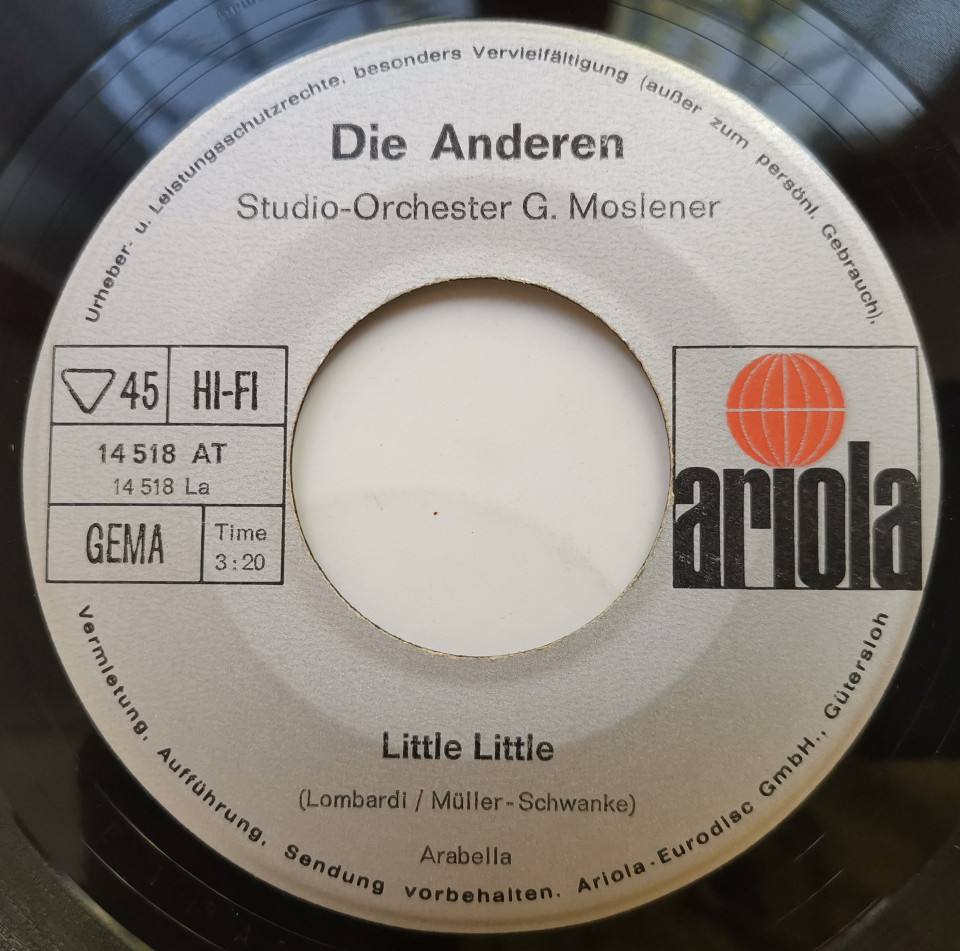 Urheber- u. Leistungsschutzrechte, besonders Vervielfältigung (außer zum persönl. Gebrauch),
Die Anderen
Studio-Orchester G. Moslener
45
HI-FI
14 518 AT
14 518 La
GEMA
Time
3:20
ariola
Little Little
(Lombardi / Müller-Schwanke)
Arabella
Vermietung, Aufführung, Sendung vorbehalten. Ariola-Eurodisc GmbH., Gütersloh